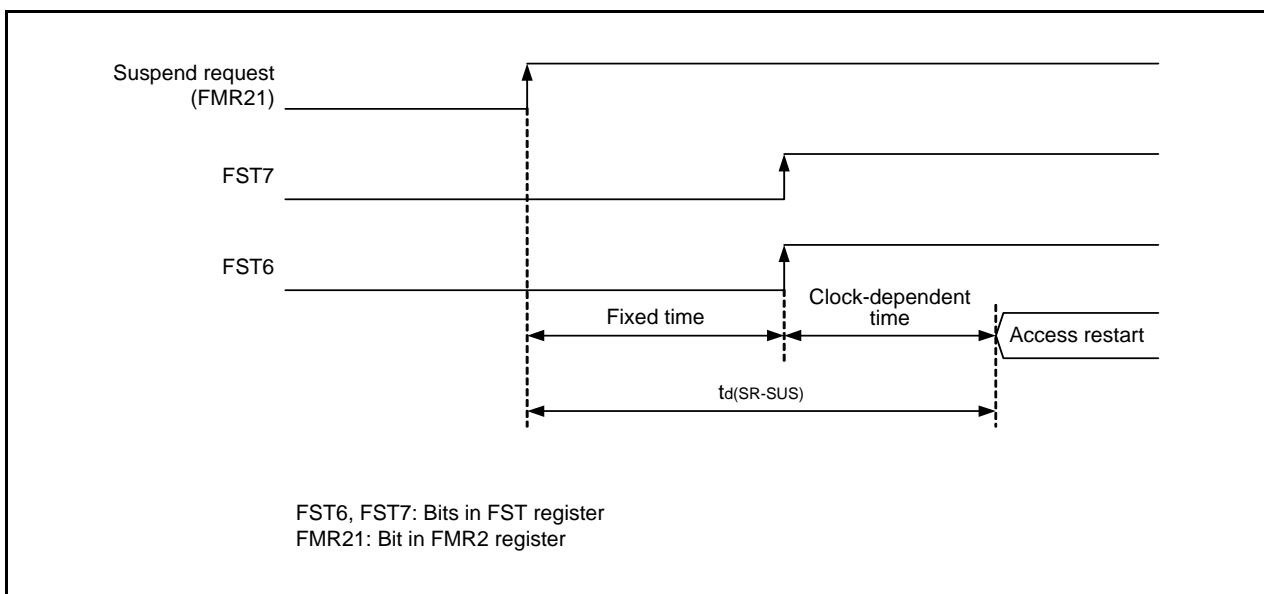 Suspend request
(FMR21)
FST7
FST6
Fixed time
Clock-dependent
time
Access restart
td(SR-SUS)
FST6, FST7: Bits in FST register
FMR21: Bit in FMR2 register